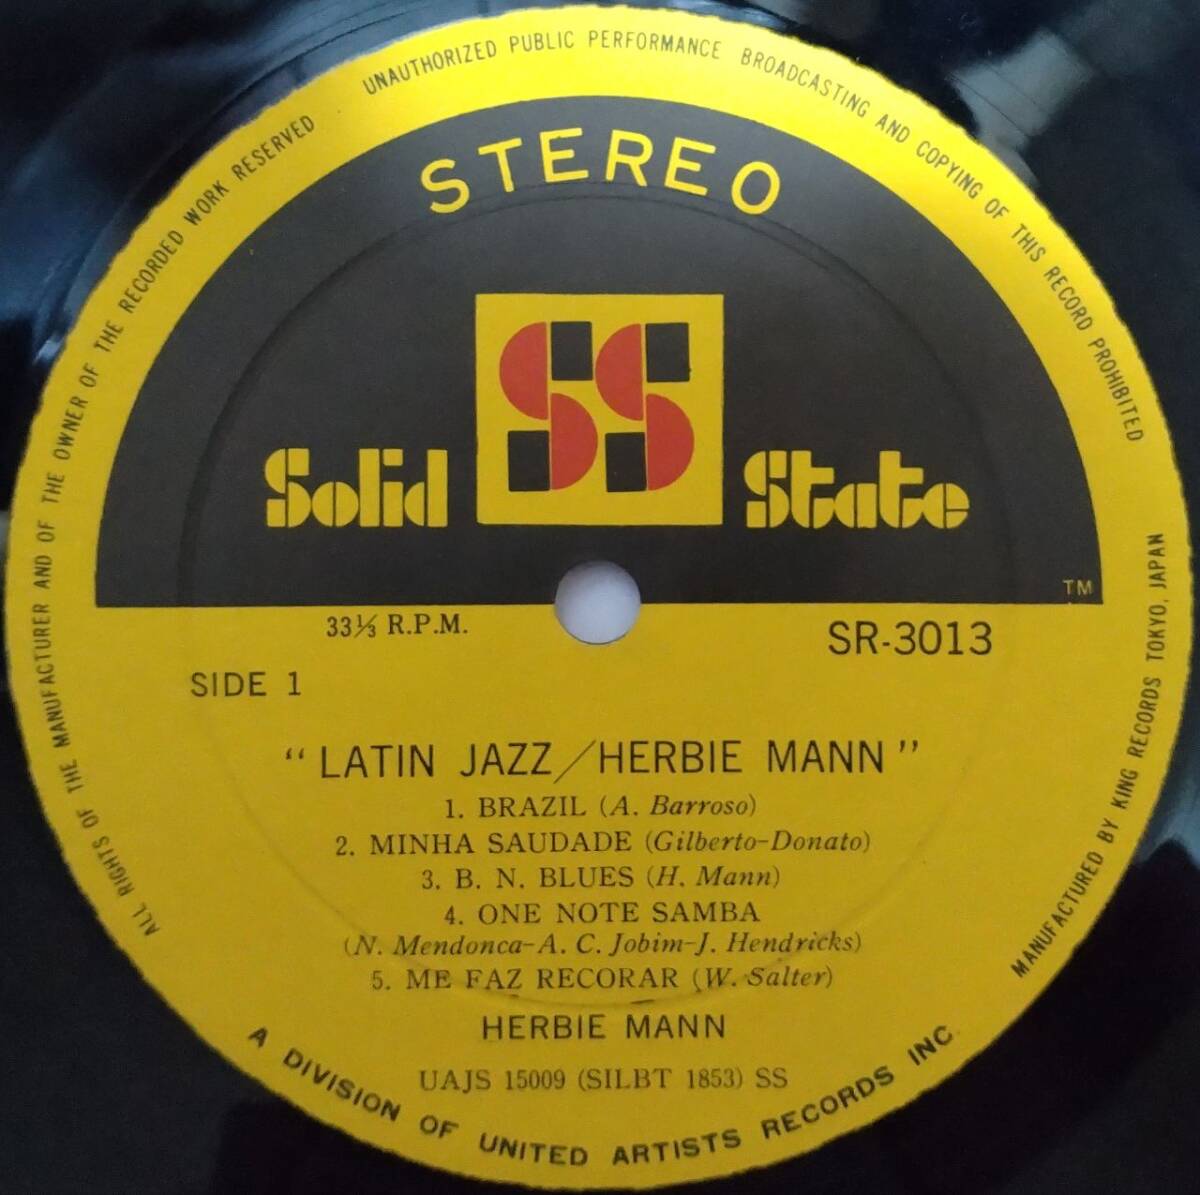 ALL RIGHTS OF THE MANUFACTURER AND OF THE OWNER OF THE RECORDED WORK RESERVED
UNAUTHORIZED PUBLIC PERFORMANCE BROADCASTING AND COPYING OF THIS RECORD PROHIBITED
STEREO
SS
Solid State
TM
33⅓ R.P.M.
SR-3013
SIDE 1
"LATIN JAZZ/HERBIE MANN"
1. BRAZIL (A. Barroso)
2. MINHA SAUDADE (Gilberto-Donato)
3. B. N. BLUES (H. Mann)
4. ONE NOTE SAMBA
(N. Mendonca-A. C. Jobim-J. Hendricks)
5. ME FAZ RECORAR (W. Salter)
HERBIE MANN
UAJS 15009 (SILBT 1853) SS
A DIVISION OF UNITED ARTISTS RECORDS INC.
MANUFACTURED BY KING RECORDS TOKYO, JAPAN